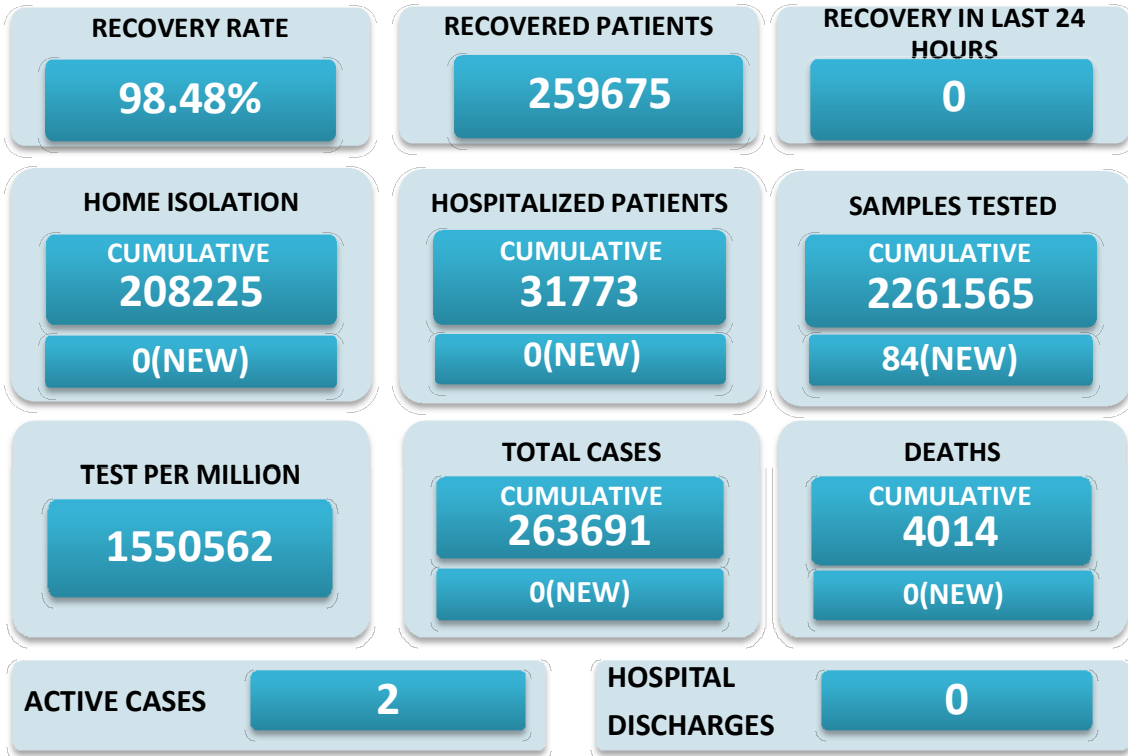 RECOVERY RATE
98.48%
RECOVERED PATIENTS
259675
RECOVERY IN LAST 24
HOURS
0
HOME ISOLATION
CUMULATIVE
208225
0(NEW)
HOSPITALIZED PATIENTS
CUMULATIVE
31773
0(NEW)
SAMPLES TESTED
CUMULATIVE
2261565
84(NEW)
TEST PER MILLION
1550562
TOTAL CASES
CUMULATIVE
263691
0(NEW)
DEATHS
CUMULATIVE
4014
0(NEW)
ACTIVE CASES
2
HOSPITAL
DISCHARGES
0